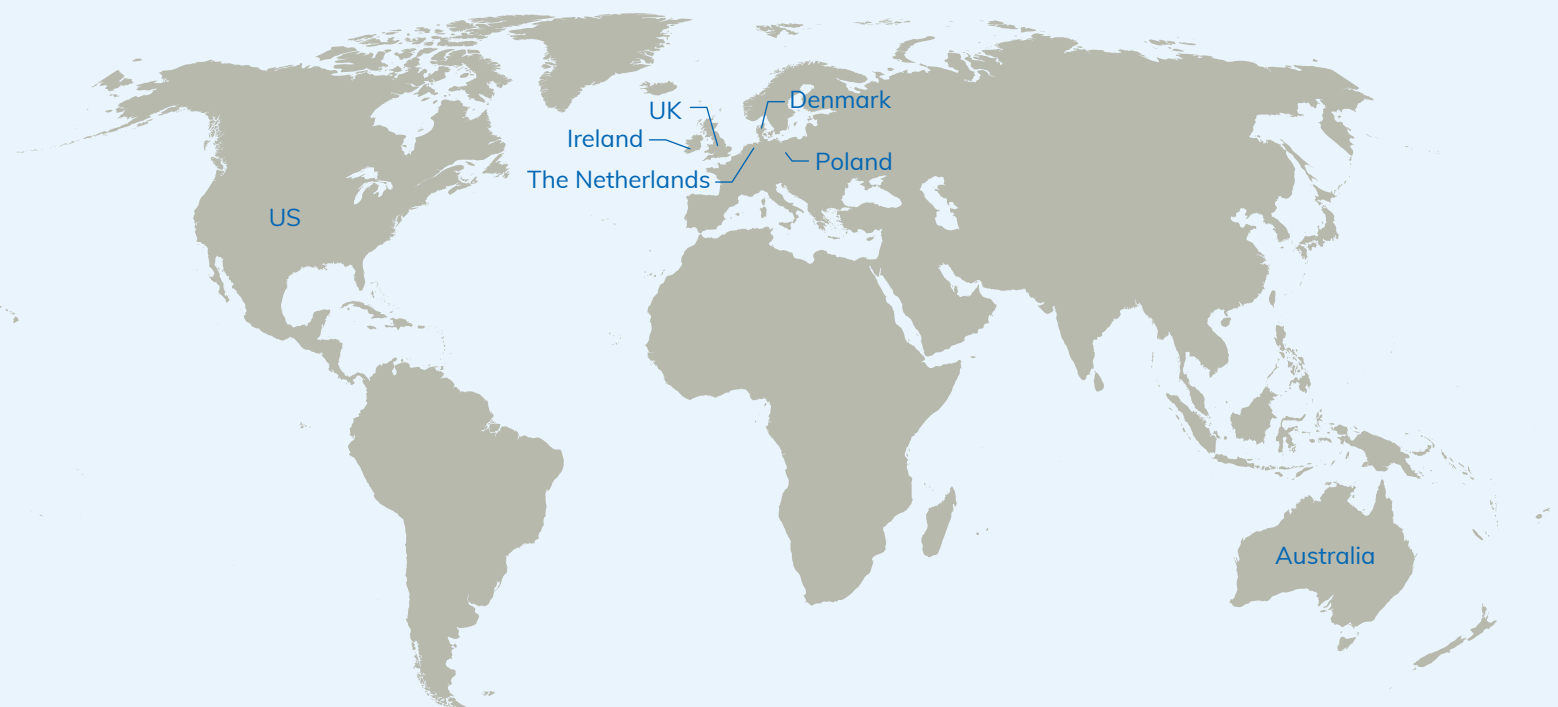 Denmark
UK
Ireland
Poland
The Netherlands
US
Australia